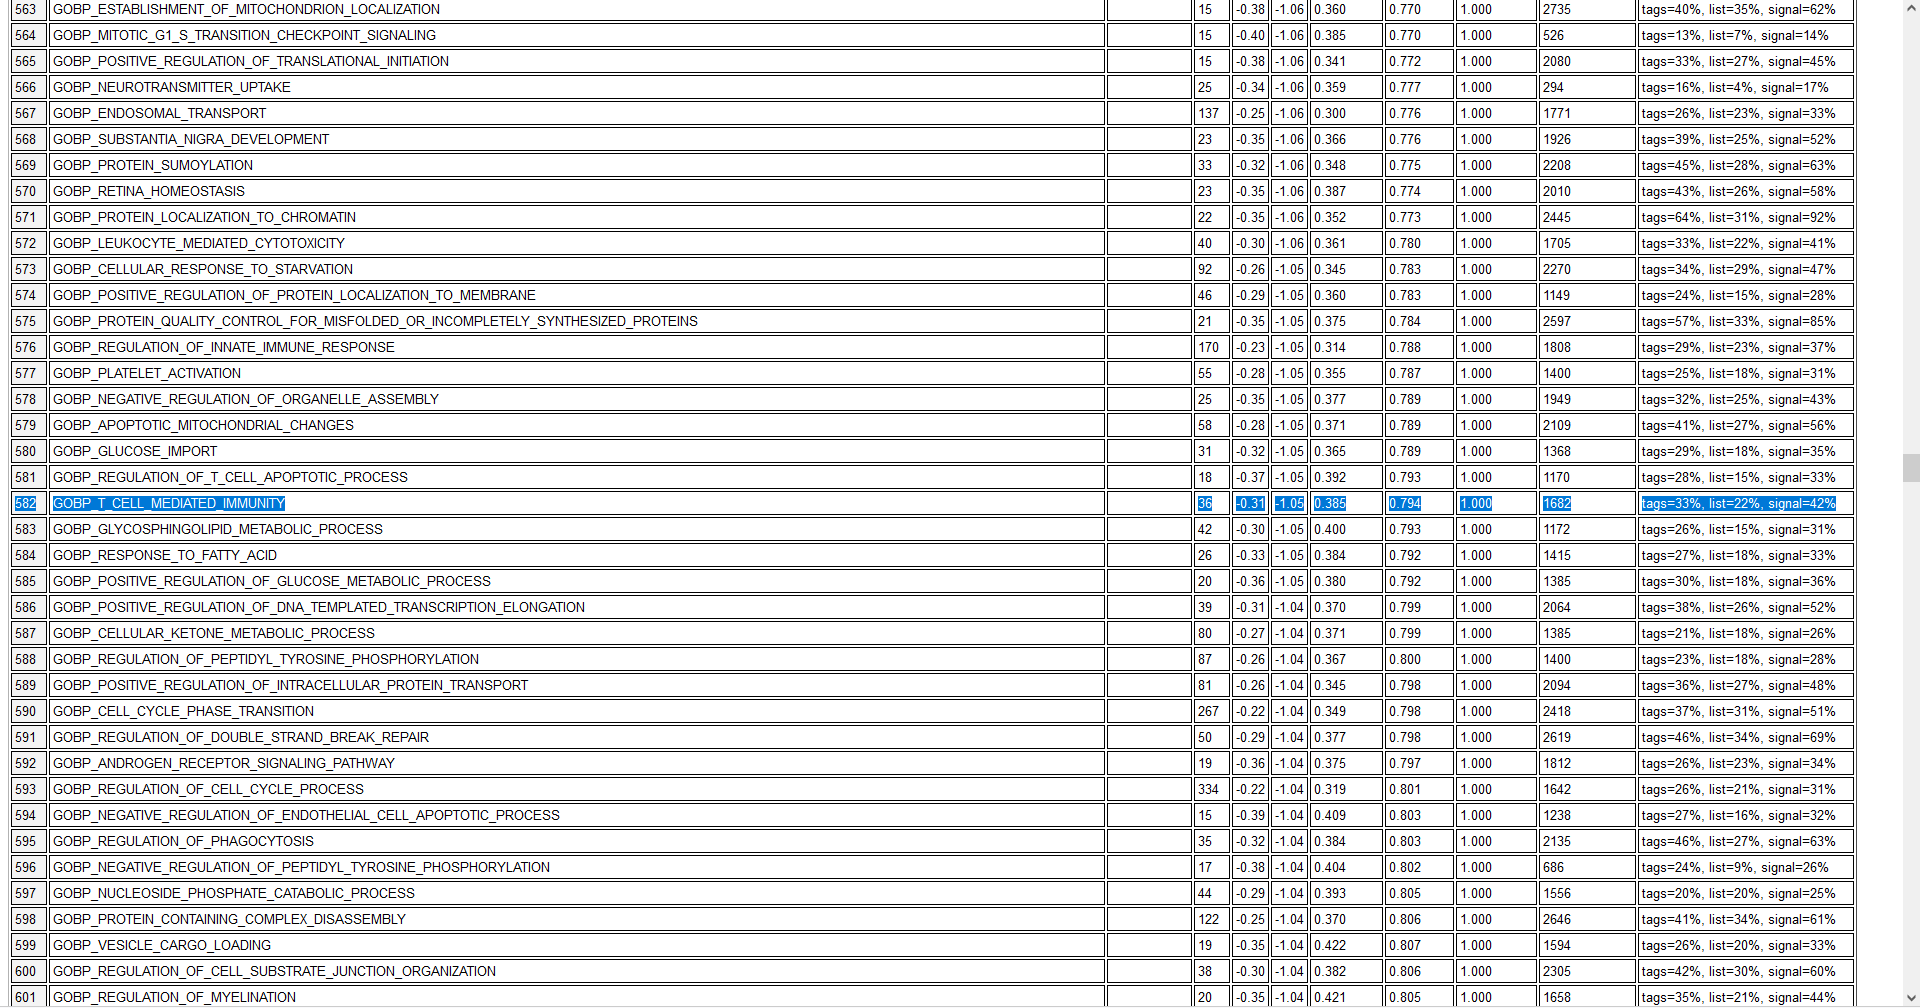 563 GOBP_ESTABLISHMENT_OF_MITOCHONDRION_LOCALIZATION 15 -0.38 -1.06 0.360 0.770 1.000 2735 tags=40%, list=35%, signal=62%
564 GOBP_MITOTIC_G1_S_TRANSITION_CHECKPOINT_SIGNALING 15 -0.40 -1.06 0.385 0.770 1.000 526 tags=13%, list=7%, signal=14%
565 GOBP_POSITIVE_REGULATION_OF_TRANSLATIONAL_INITIATION 15 -0.38 -1.06 0.341 0.772 1.000 2080 tags=33%, list=27%, signal=45%
566 GOBP_NEUROTRANSMITTER_UPTAKE 25 -0.34 -1.06 0.359 0.777 1.000 294 tags=16%, list=4%, signal=17%
567 GOBP_ENDOSOMAL_TRANSPORT 137 -0.25 -1.06 0.300 0.776 1.000 1771 tags=26%, list=23%, signal=33%
568 GOBP_SUBSTANTIA_NIGRA_DEVELOPMENT 23 -0.35 -1.06 0.366 0.776 1.000 1926 tags=39%, list=25%, signal=52%
569 GOBP_PROTEIN_SUMOYLATION 33 -0.32 -1.06 0.348 0.775 1.000 2208 tags=45%, list=28%, signal=63%
570 GOBP_RETINA_HOMEOSTASIS 23 -0.35 -1.06 0.387 0.774 1.000 2010 tags=43%, list=26%, signal=58%
571 GOBP_PROTEIN_LOCALIZATION_TO_CHROMATIN 22 -0.35 -1.06 0.352 0.773 1.000 2445 tags=64%, list=31%, signal=92%
572 GOBP_LEUKOCYTE_MEDIATED_CYTOTOXICITY 40 -0.30 -1.06 0.361 0.780 1.000 1705 tags=33%, list=22%, signal=41%
573 GOBP_CELLULAR_RESPONSE_TO_STARVATION 92 -0.26 -1.05 0.345 0.783 1.000 2270 tags=34%, list=29%, signal=47%
574 GOBP_POSITIVE_REGULATION_OF_PROTEIN_LOCALIZATION_TO_MEMBRANE 46 -0.29 -1.05 0.360 0.783 1.000 1149 tags=24%, list=15%, signal=28%
575 GOBP_PROTEIN_QUALITY_CONTROL_FOR_MISFOLDED_OR_INCOMPLETELY_SYNTHESIZED_PROTEINS 21 -0.35 -1.05 0.375 0.784 1.000 2597 tags=57%, list=33%, signal=85%
576 GOBP_REGULATION_OF_INNATE_IMMUNE_RESPONSE 170 -0.23 -1.05 0.314 0.788 1.000 1808 tags=29%, list=23%, signal=37%
577 GOBP_PLATELET_ACTIVATION 55 -0.28 -1.05 0.355 0.787 1.000 1400 tags=25%, list=18%, signal=31%
578 GOBP_NEGATIVE_REGULATION_OF_ORGANELLE_ASSEMBLY 25 -0.35 -1.05 0.377 0.789 1.000 1949 tags=32%, list=25%, signal=43%
579 GOBP_APOPTOTIC_MITOCHONDRIAL_CHANGES 58 -0.28 -1.05 0.371 0.789 1.000 2109 tags=41%, list=27%, signal=56%
580 GOBP_GLUCOSE_IMPORT 31 -0.32 -1.05 0.365 0.789 1.000 1368 tags=29%, list=18%, signal=35%
581 GOBP_REGULATION_OF_T_CELL_APOPTOTIC_PROCESS 18 -0.37 -1.05 0.392 0.793 1.000 1170 tags=28%, list=15%, signal=33%
582 GOBP_T_CELL_MEDIATED_IMMUNITY 36 -0.31 -1.05 0.385 0.794 1.000 1682 tags=33%, list=22%, signal=42%
583 GOBP_GLYCOSPHINGOLIPID_METABOLIC_PROCESS 42 -0.30 -1.05 0.400 0.793 1.000 1172 tags=26%, list=15%, signal=31%
584 GOBP_RESPONSE_TO_FATTY_ACID 26 -0.33 -1.05 0.384 0.792 1.000 1415 tags=27%, list=18%, signal=33%
585 GOBP_POSITIVE_REGULATION_OF_GLUCOSE_METABOLIC_PROCESS 20 -0.36 -1.05 0.380 0.792 1.000 1385 tags=30%, list=18%, signal=36%
586 GOBP_POSITIVE_REGULATION_OF_DNA_TEMPLATED_TRANSCRIPTION_ELONGATION 39 -0.31 -1.04 0.370 0.799 1.000 2064 tags=38%, list=26%, signal=52%
587 GOBP_CELLULAR_KETONE_METABOLIC_PROCESS 80 -0.27 -1.04 0.371 0.799 1.000 1385 tags=21%, list=18%, signal=26%
588 GOBP_REGULATION_OF_PEPTIDYL_TYROSINE_PHOSPHORYLATION 87 -0.26 -1.04 0.367 0.800 1.000 1400 tags=23%, list=18%, signal=28%
589 GOBP_POSITIVE_REGULATION_OF_INTRACELLULAR_PROTEIN_TRANSPORT 81 -0.26 -1.04 0.345 0.798 1.000 2094 tags=36%, list=27%, signal=48%
590 GOBP_CELL_CYCLE_PHASE_TRANSITION 267 -0.22 -1.04 0.349 0.798 1.000 2418 tags=37%, list=31%, signal=51%
591 GOBP_REGULATION_OF_DOUBLE_STRAND_BREAK_REPAIR 50 -0.29 -1.04 0.377 0.798 1.000 2619 tags=46%, list=34%, signal=69%
592 GOBP_ANDROGEN_RECEPTOR_SIGNALING_PATHWAY 19 -0.36 -1.04 0.375 0.797 1.000 1812 tags=26%, list=23%, signal=34%
593 GOBP_REGULATION_OF_CELL_CYCLE_PROCESS 334 -0.22 -1.04 0.319 0.801 1.000 1642 tags=26%, list=21%, signal=31%
594 GOBP_NEGATIVE_REGULATION_OF_ENDOTHELIAL_CELL_APOPTOTIC_PROCESS 15 -0.39 -1.04 0.409 0.803 1.000 1238 tags=27%, list=16%, signal=32%
595 GOBP_REGULATION_OF_PHAGOCYTOSIS 35 -0.32 -1.04 0.384 0.803 1.000 2135 tags=46%, list=27%, signal=63%
596 GOBP_NEGATIVE_REGULATION_OF_PEPTIDYL_TYROSINE_PHOSPHORYLATION 17 -0.38 -1.04 0.404 0.802 1.000 686 tags=24%, list=9%, signal=26%
597 GOBP_NUCLEOSIDE_PHOSPHATE_CATABOLIC_PROCESS 44 -0.29 -1.04 0.393 0.805 1.000 1556 tags=20%, list=20%, signal=25%
598 GOBP_PROTEIN_CONTAINING_COMPLEX_DISASSEMBLY 122 -0.25 -1.04 0.370 0.806 1.000 2646 tags=41%, list=34%, signal=61%
599 GOBP_VESICLE_CARGO_LOADING 19 -0.35 -1.04 0.422 0.807 1.000 1594 tags=26%, list=20%, signal=33%
600 GOBP_REGULATION_OF_CELL_SUBSTRATE_JUNCTION_ORGANIZATION 38 -0.30 -1.04 0.382 0.806 1.000 2305 tags=42%, list=30%, signal=60%
601 GOBP_REGULATION_OF_MYELINATION 20 -0.35 -1.04 0.421 0.805 1.000 1658 tags=35%, list=21%, signal=44%